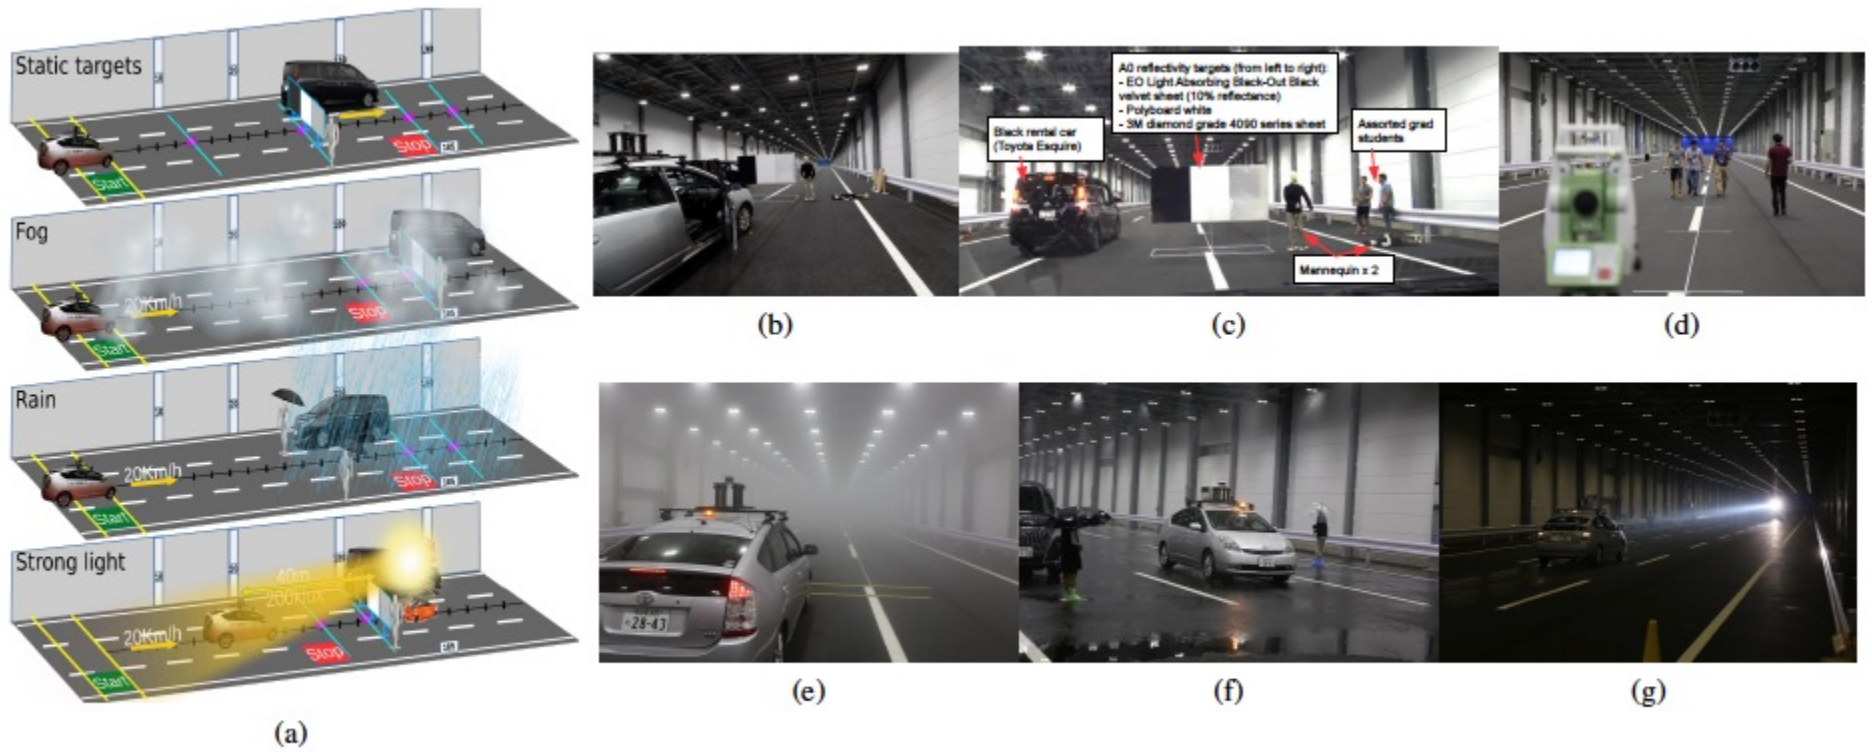 Static targets
Stop
Start
Fog
20Km/h
Stop
Start
Rain
20Km/h
Stop
Start
Strong light
40m
200klux
20Km/h
Stop
Start
(a)
(b)
Black rental car
(Toyota Esquire)
A0 reflectivity targets (from left to right):
- EO Light Absorbing Black-Out Black
velvet sheet (10% reflectance)
- Polyboard white
- 3M diamond grade 4090 series sheet
Assorted grad
students
Mannequin x 2
(c)
(d)
28-43
(e)
(f)
(g)